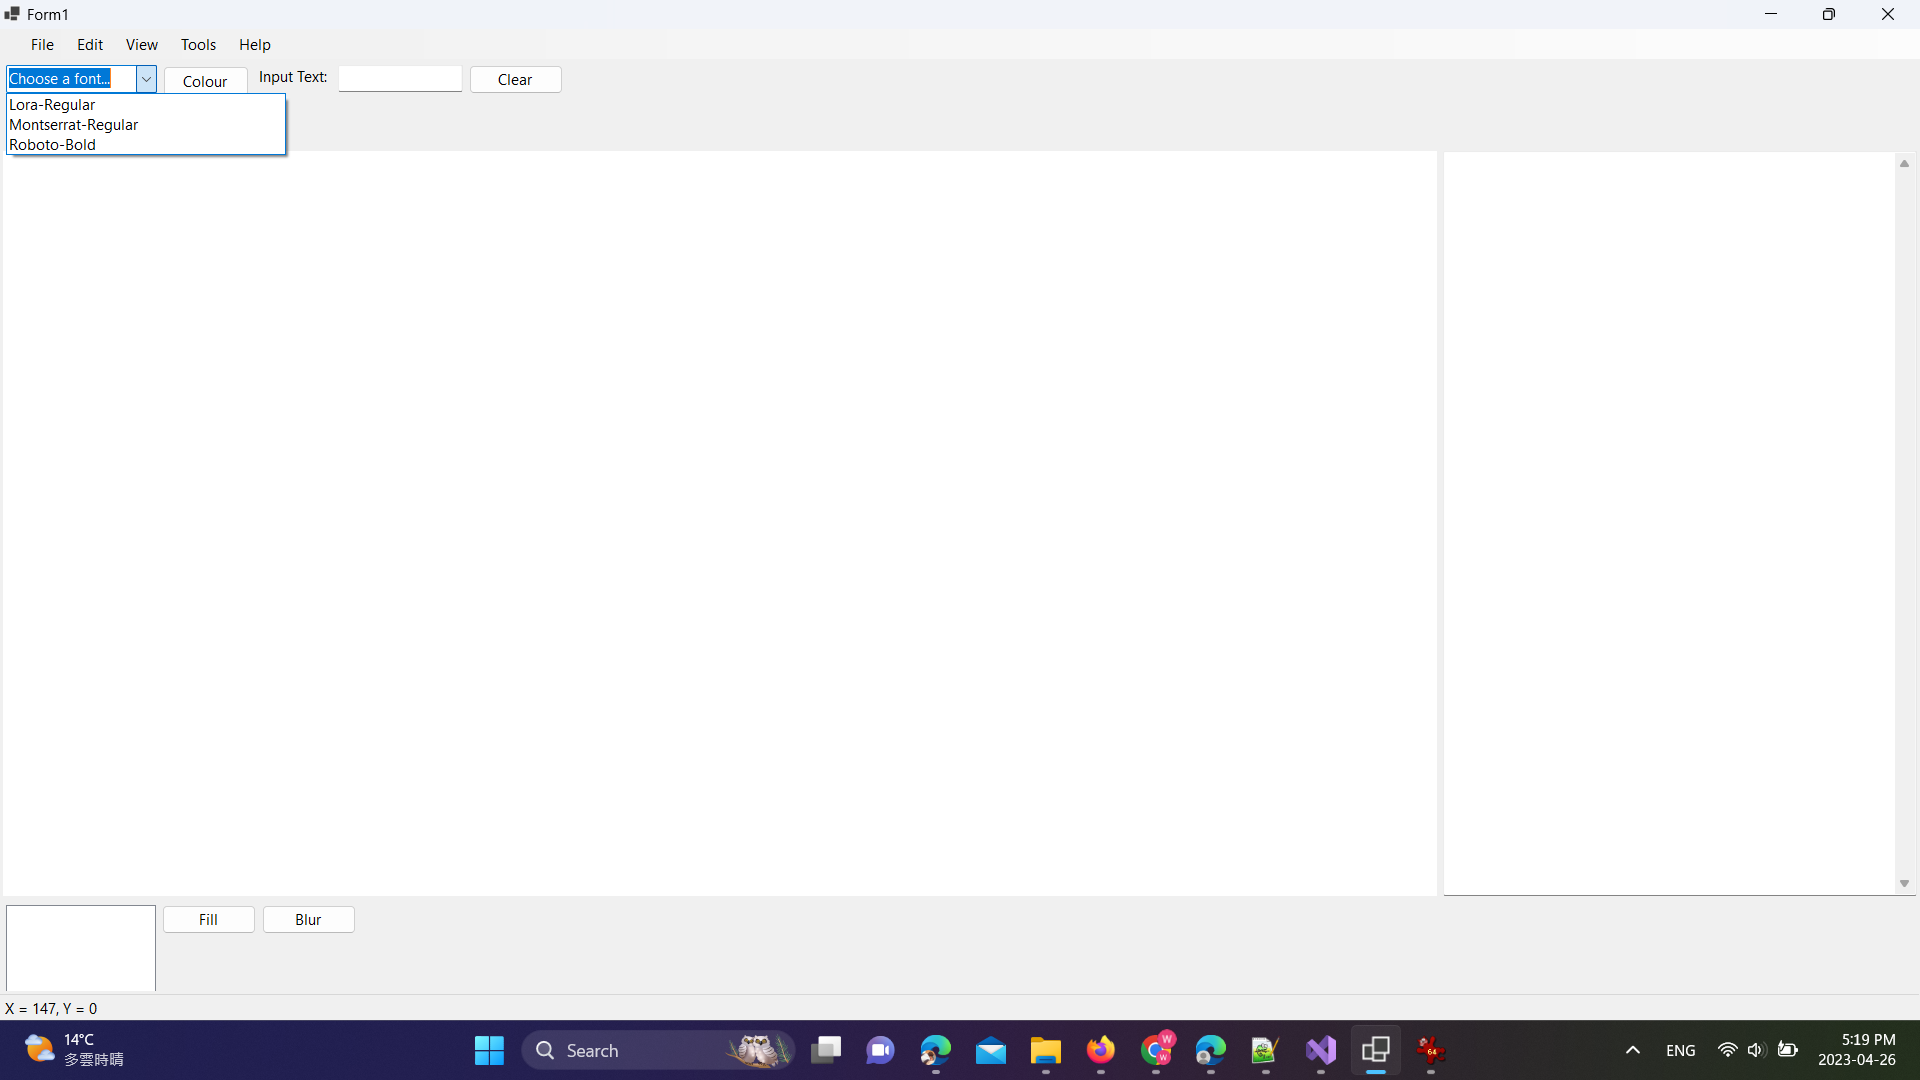 Form1
File Edit View Tools Help
Choose a font... Colour Input Text: Clear
Lora-Regular
Montserrat-Regular
Roboto-Bold
Fill Blur
X = 147, Y = 0
14°C
多雲時晴
Search
W
W
64
ENG
5:19 PM
2023-04-26